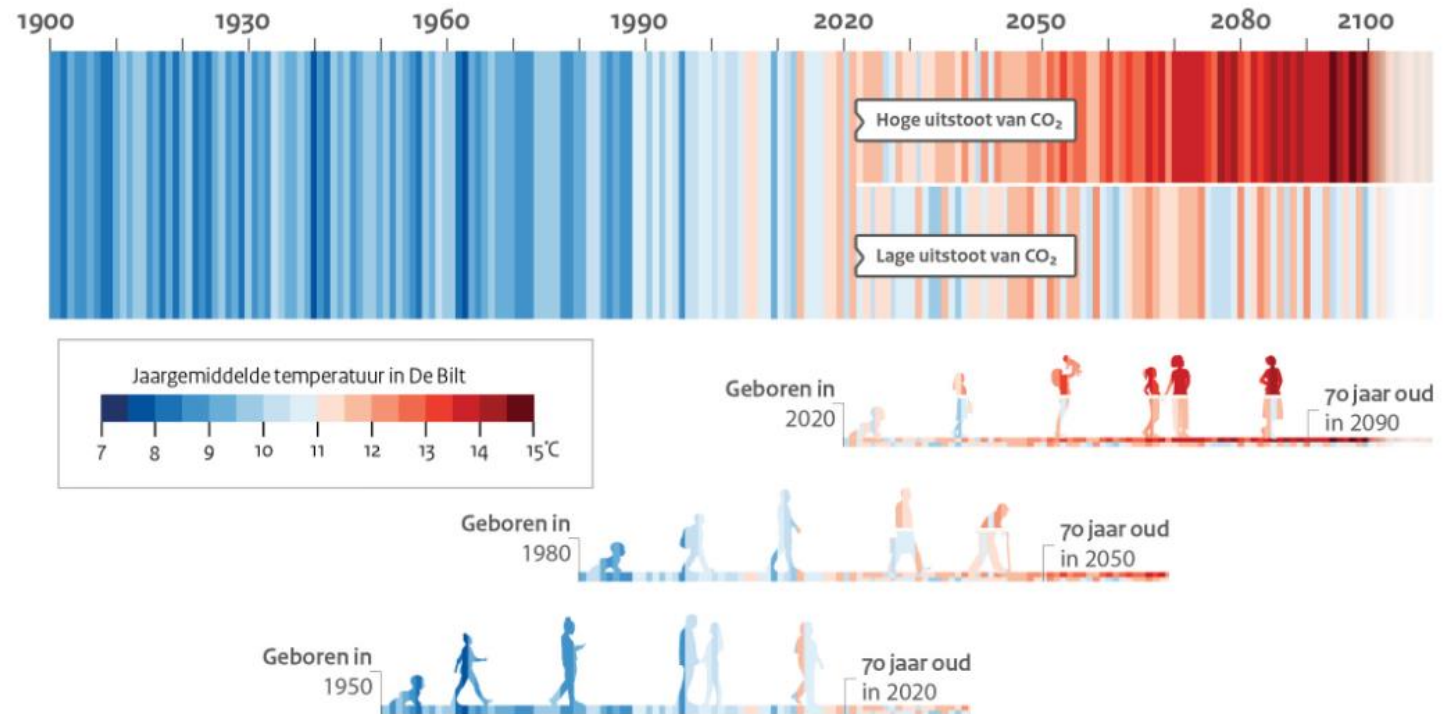 1900 1930 1960 1990 2020 2050 2080 2100
Hoge uitstoot van CO₂
Lage uitstoot van CO₂
Jaargemiddelde temperatuur in De Bilt
7 8 9 10 11 12 13 14 15°C
Geboren in
2020
70 jaar oud
in 2090
Geboren in
1980
70 jaar oud
in 2050
Geboren in
1950
70 jaar oud
in 2020